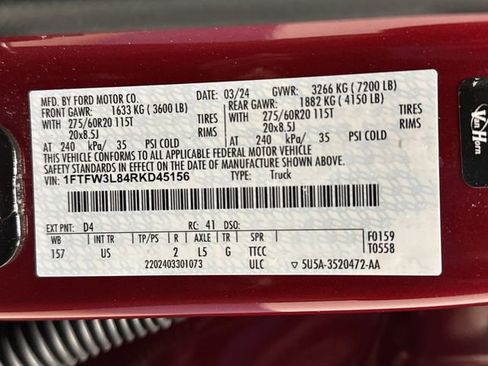 MFD. BY FORD MOTOR CO.
03/24
GVWR: 3266 KG ( 7200 LB)
FRONT GAWR: 1633 KG ( 3600 LB)
REAR GAWR: 1882 KG ( 4150 LB)
WITH
275/60R20 115T TIRES
WITH
275/60R20 115T TIRES
20x8.5J RIMS
20x8.5J RIMS
AT 240 kPa/ 35 PSI COLD
AT 240 kPa/ 35 PSI COLD
THIS VEHICLE CONFORMS TO ALL APPLICABLE FEDERAL MOTOR VEHICLE
SAFETY STANDARDS IN EFFECT ON THE DATE OF MANUFACTURE SHOWN ABOVE.
VIN: 1FTFW3L84RKD45156
TYPE: Truck
EXT PNT: D4
RC: 41 DSO:
WB INT TR TP/PS R AXLE TR SPR
F0159
157 US 2 L5 G TTCC
T055B
2202403301073
ULC
5U5A-3520472-AA
Van Horn